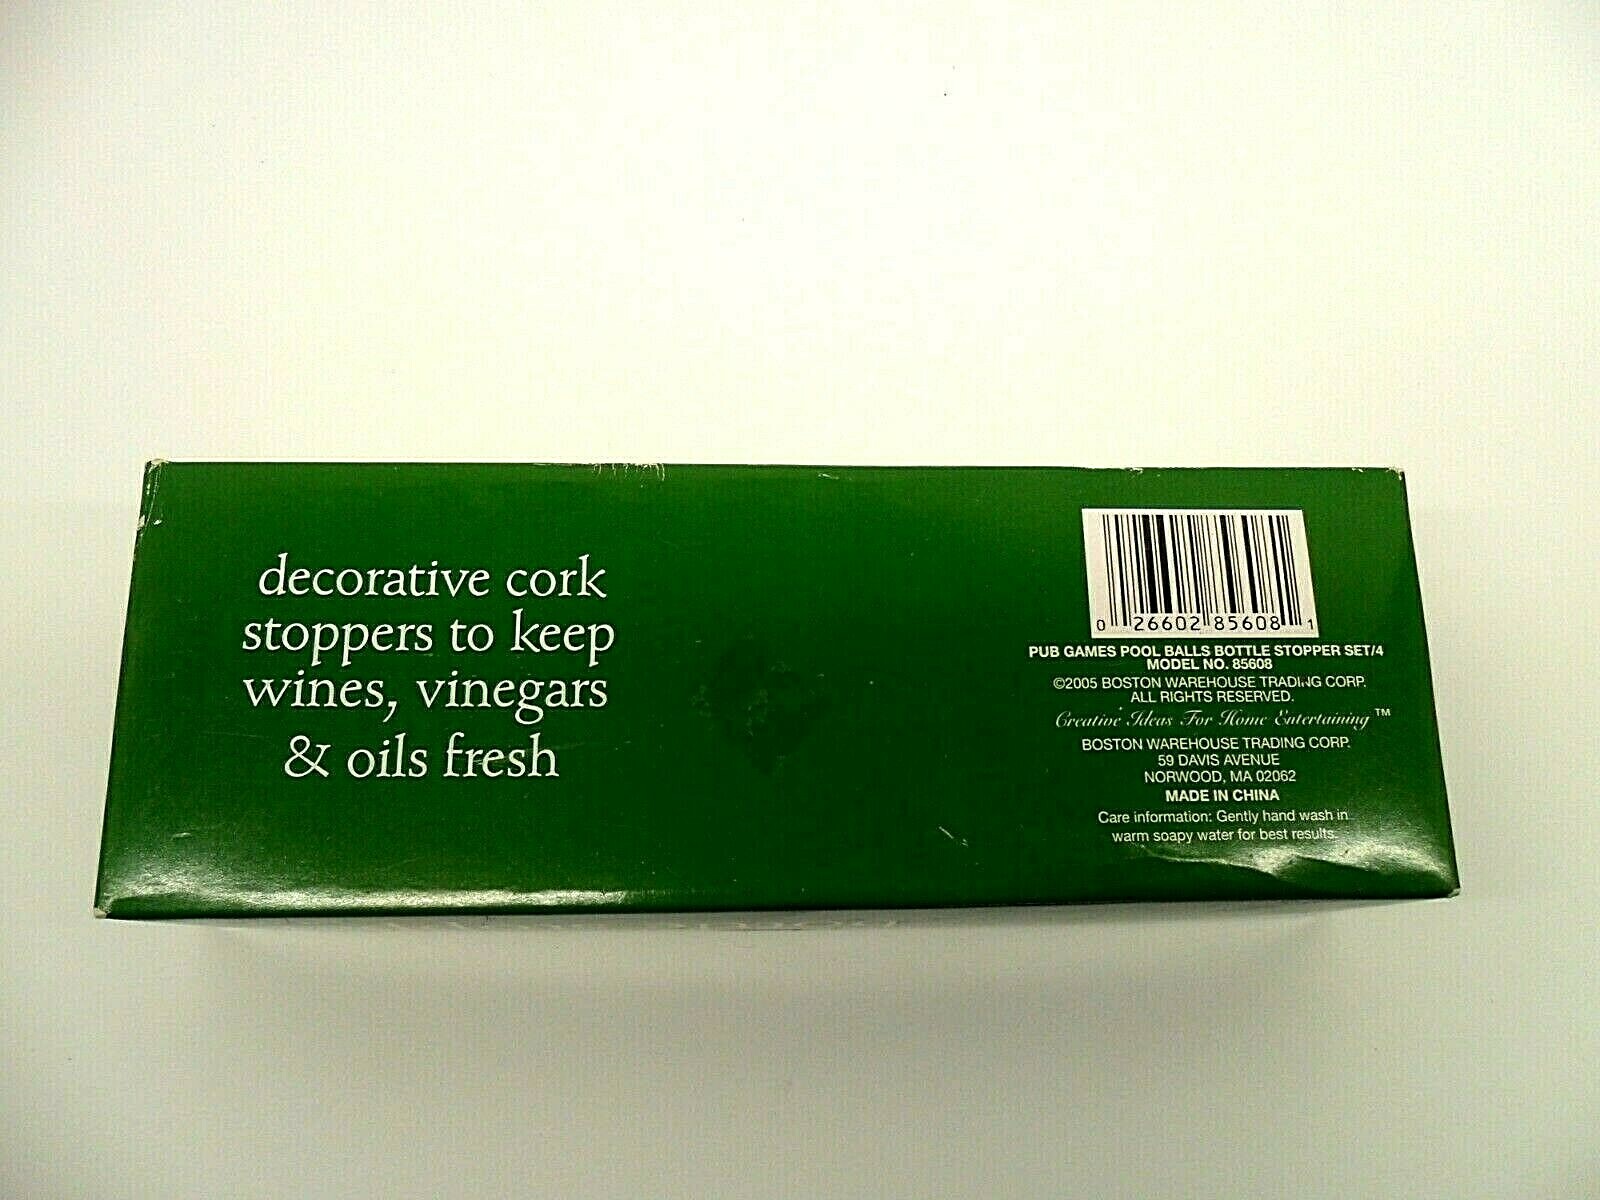 decorative cork
stoppers to keep
wines, vinegars
& oils fresh
0 26602 85608 1
PUB GAMES POOL BALLS BOTTLE STOPPER SET/4
MODEL NO. 85608
©2005 BOSTON WAREHOUSE TRADING CORP.
ALL RIGHTS RESERVED.
Creative Ideas For Home Entertaining™
BOSTON WAREHOUSE TRADING CORP.
59 DAVIS AVENUE
NORWOOD, MA 02062
MADE IN CHINA
Care information: Gently hand wash in
warm soapy water for best results.